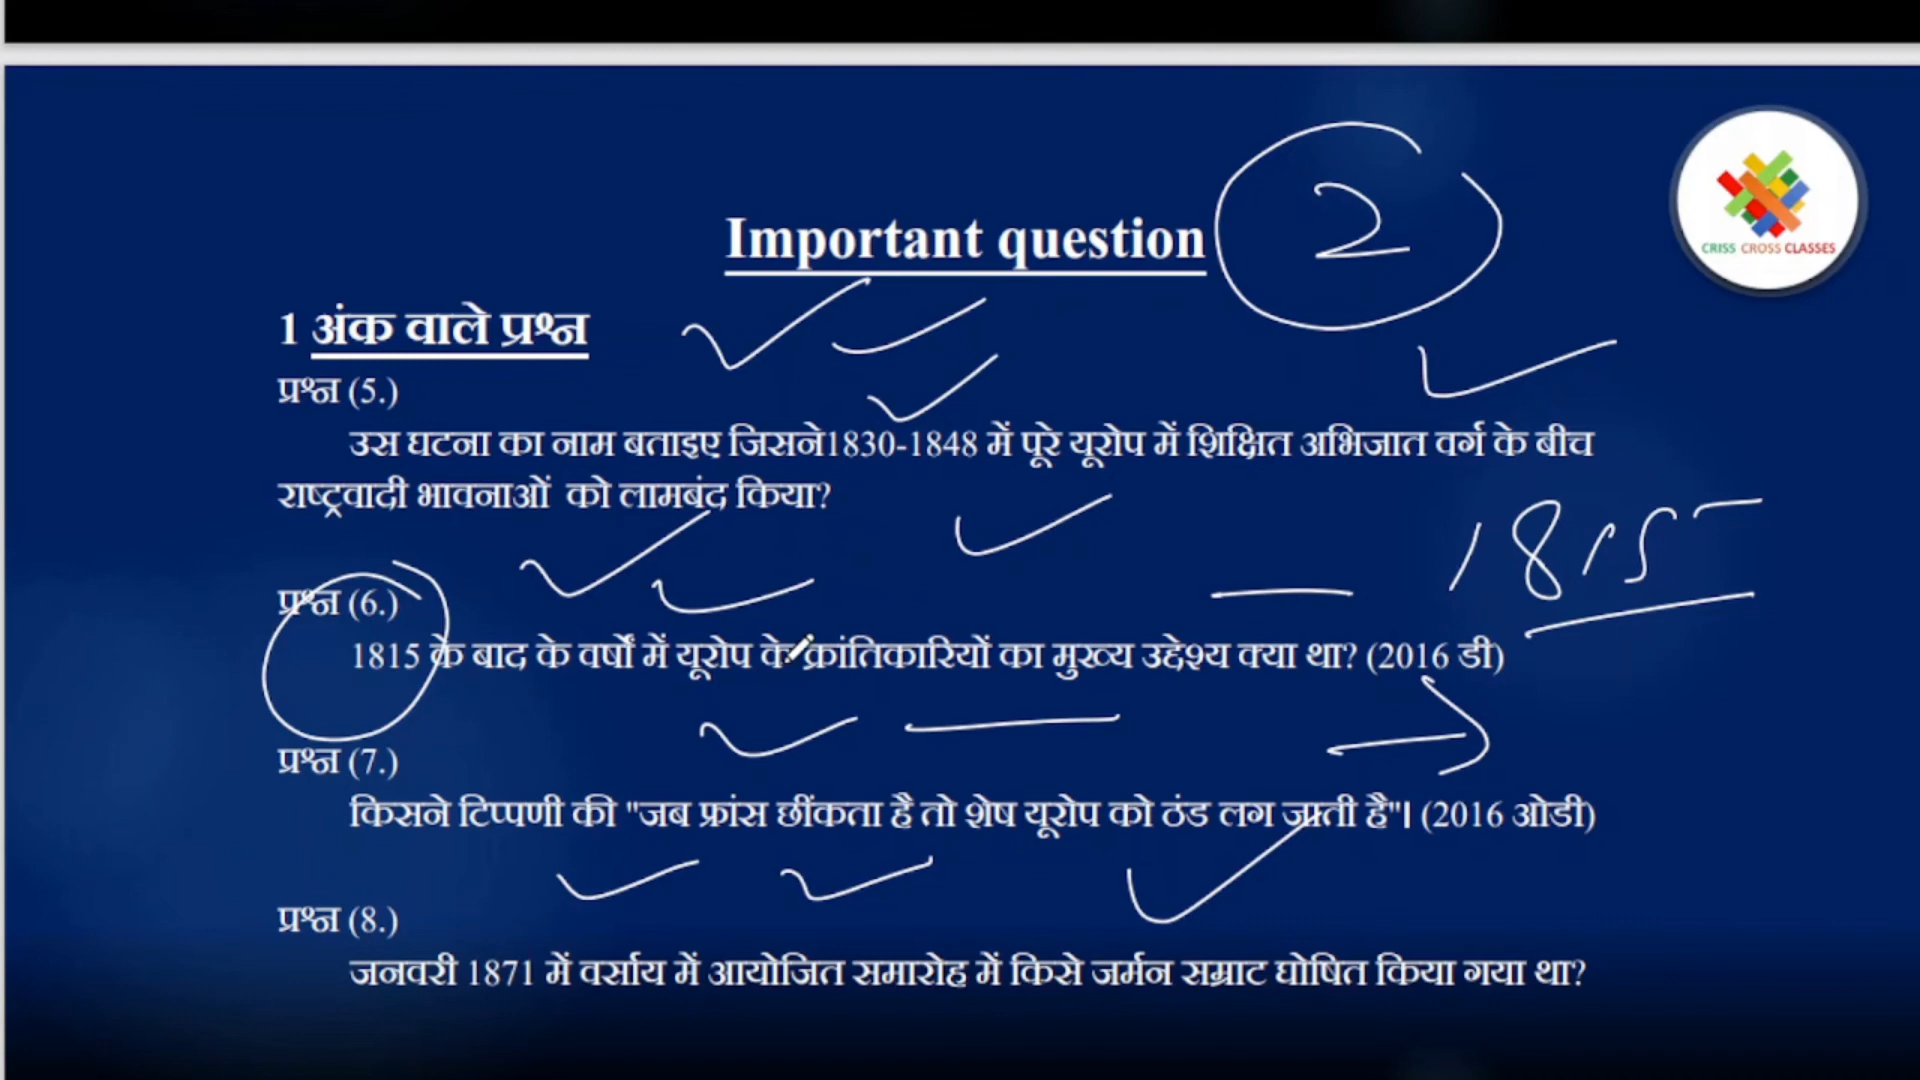 Important question
2
CRISS CROSS CLASSES
1 अंक वाले प्रश्न
प्रश्न (5.)
उस घटना का नाम बताइए जिसने1830-1848 में पूरे यूरोप में शिक्षित अभिजात वर्ग के बीच
राष्ट्रवादी भावनाओं को लामबंद किया?
1815
प्रश्न (6.)
1815 के बाद के वर्षों में यूरोप के क्रांतिकारियों का मुख्य उद्देश्य क्या था? (2016 डी)
प्रश्न (7.)
किसने टिप्पणी की "जब फ्रांस छींकता है तो शेष यूरोप को ठंड लग जाती है"। (2016 ओडी)
प्रश्न (8.)
जनवरी 1871 में वर्साय में आयोजित समारोह में किसे जर्मन सम्राट घोषित किया गया था?